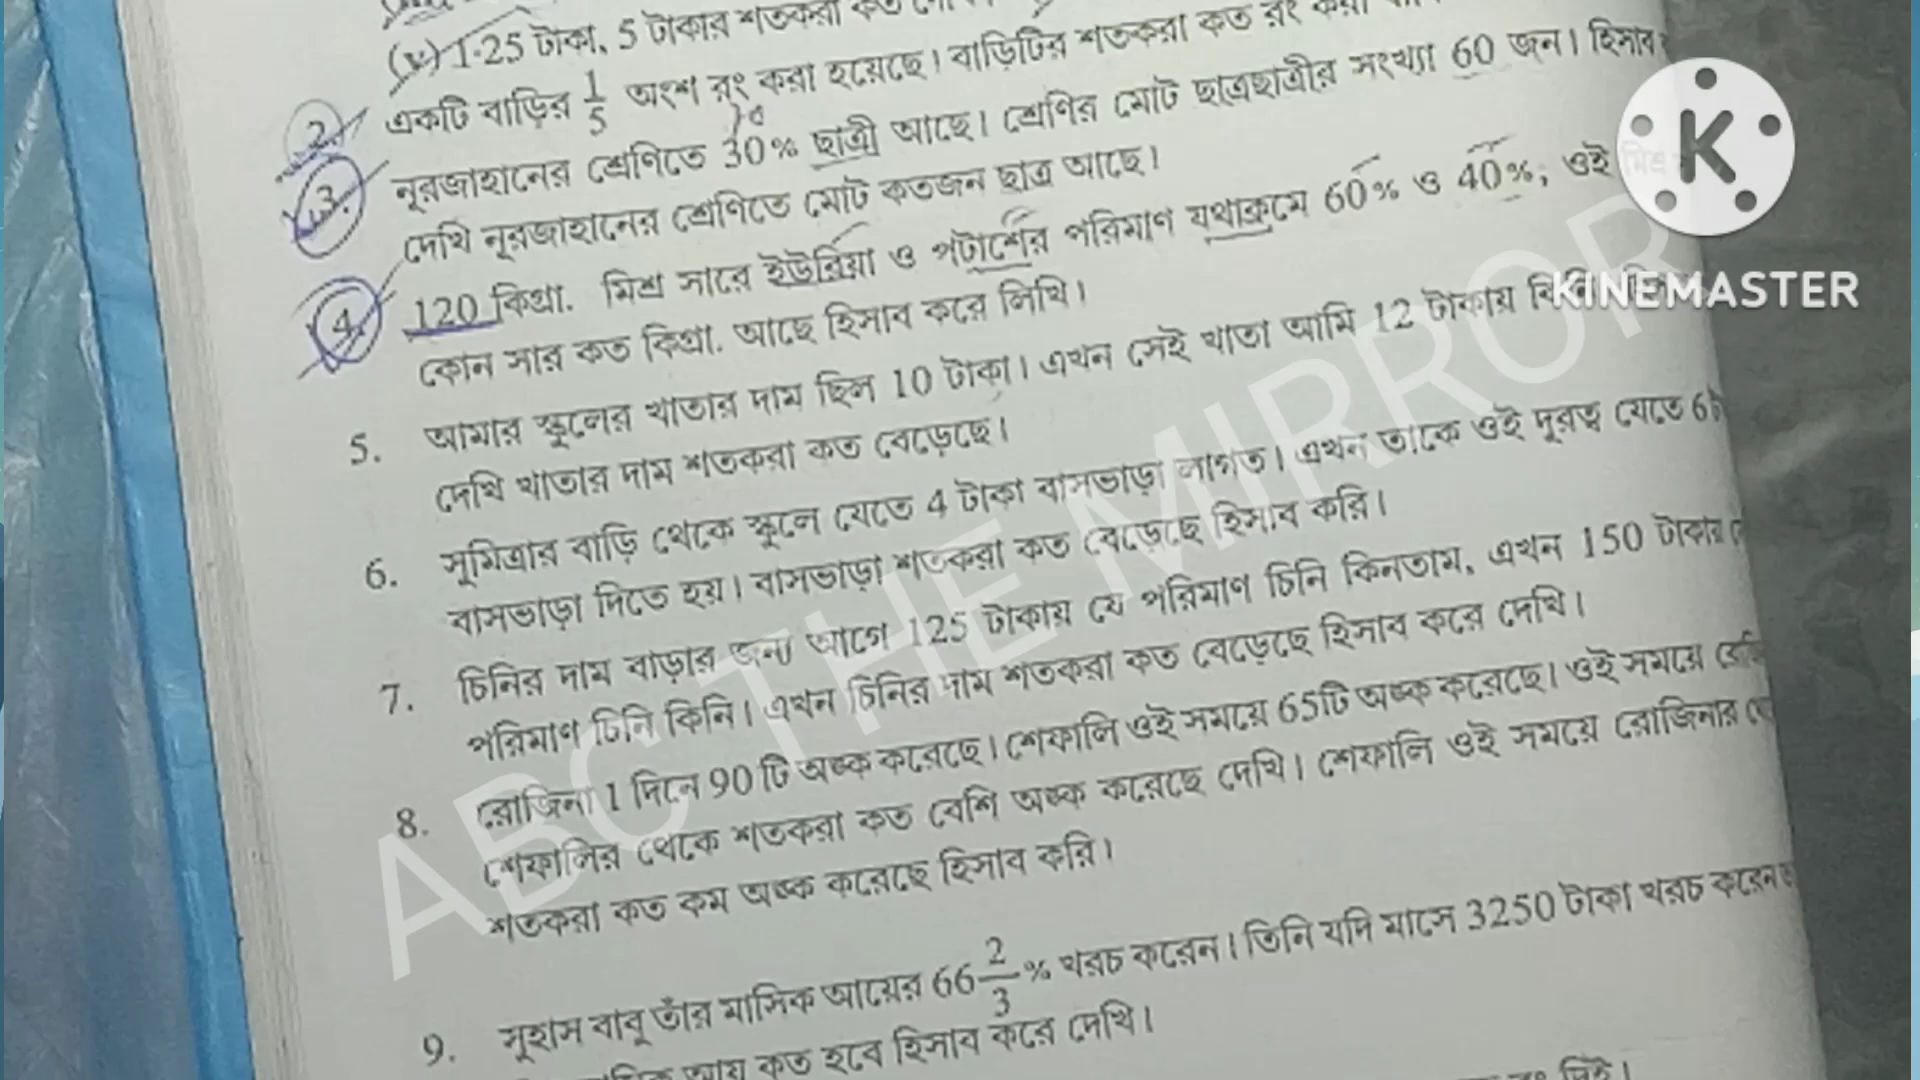 (v) 1·25 টাকা, 5 টাকার শতকরা কত
2. একটি বাড়ির 1/5 অংশ রং করা হয়েছে। বাড়িটির শতকরা কত রং করা
3. নূরজাহানের শ্রেণিতে 30% ছাত্রী আছে। শ্রেণির মোট ছাত্রছাত্রীর সংখ্যা 60 জন। হিসাব
দেখি নূরজাহানের শ্রেণিতে মোট কতজন ছাত্র আছে।
4. 120 কিগ্রা. মিশ্র সারে ইউরিয়া ও পটাশের পরিমাণ যথাক্রমে 60% ও 40%; ওই মিশ্র
কোন সার কত কিগ্রা. আছে হিসাব করে লিখি।
5. আমার স্কুলের খাতার দাম ছিল 10 টাকা। এখন সেই খাতা আমি 12 টাকায়
দেখি খাতার দাম শতকরা কত বেড়েছে।
6. সুমিত্রার বাড়ি থেকে স্কুলে যেতে 4 টাকা বাসভাড়া লাগত। এখন তাকে ওই দূরত্ব যেতে 6
বাসভাড়া দিতে হয়। বাসভাড়া শতকরা কত বেড়েছে হিসাব করি।
7. চিনির দাম বাড়ার জন্য আগে 125 টাকায় যে পরিমাণ চিনি কিনতাম, এখন 150 টাকায়
পরিমাণ চিনি কিনি। এখন চিনির দাম শতকরা কত বেড়েছে হিসাব করে দেখি।
8. রোজিনা 1 দিনে 90 টি অঙ্ক করেছে। শেফালি ওই সময়ে 65টি অঙ্ক করেছে। ওই সময়ে
শেফালির থেকে শতকরা কত বেশি অঙ্ক করেছে দেখি। শেফালি ওই সময়ে রোজিনার
শতকরা কত কম অঙ্ক করেছে হিসাব করি।
9. সুহাস বাবু তাঁর মাসিক আয়ের 66 2/3 % খরচ করেন। তিনি যদি মাসে 3250 টাকা খরচ করেন
আয় কত হবে হিসাব করে দেখি।
K
KINEMASTER
ABC THE MIRROR